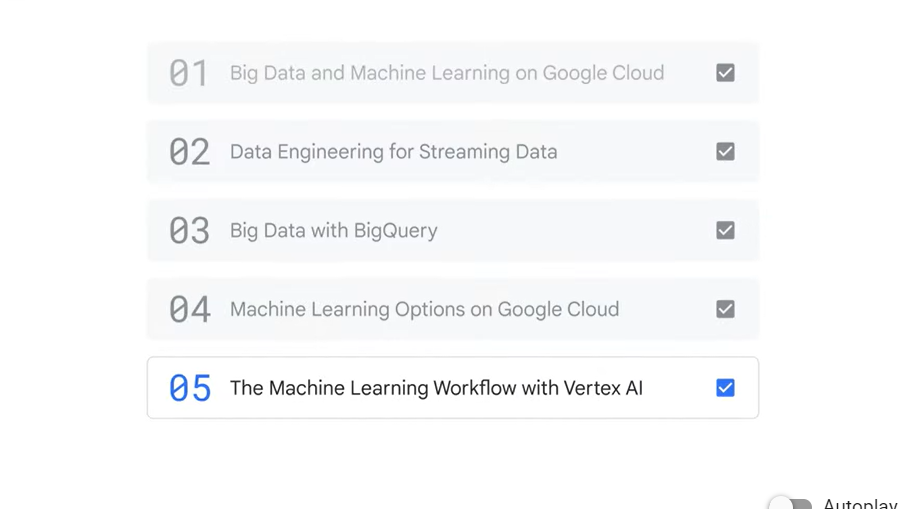 01 Big Data and Machine Learning on Google Cloud
02 Data Engineering for Streaming Data
03 Big Data with BigQuery
04 Machine Learning Options on Google Cloud
05 The Machine Learning Workflow with Vertex AI
Autoplay